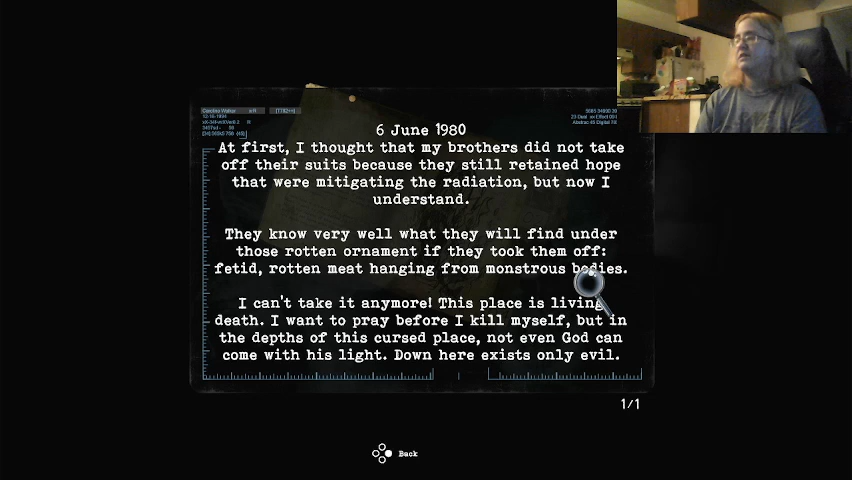 Carolina Walker
6 June 1980
At first, I thought that my brothers did not take
off their suits because they still retained hope
that were mitigating the radiation, but now I
understand.
They know very well what they will find under
those rotten ornament if they took them off:
fetid, rotten meat hanging from monstrous bodies.
I can't take it anymore! This place is living
death. I want to pray before I kill myself, but in
the depths of this cursed place, not even God can
come with his light. Down here exists only evil.
1/1
Back